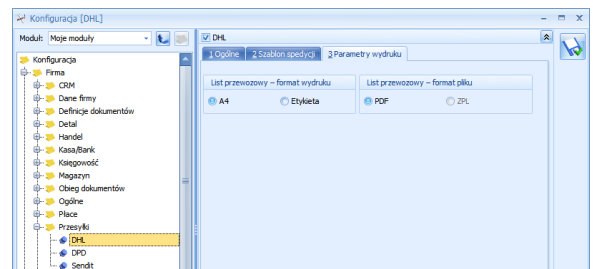 Konfiguracja [DHL]
Moduł: Moje moduły
Konfiguracja
Firma
CRM
Dane firmy
Definicje dokumentów
Detal
Handel
Kasa/Bank
Księgowość
Magazyn
Obieg dokumentów
Ogólne
Płace
Przesyłki
DHL
DPD
Sendit
DHL
1 Ogólne 2 Szablon spedycji 3 Parametry wydruku
List przewozowy – format wydruku
A4 Etykieta
List przewozowy – format pliku
PDF ZPL